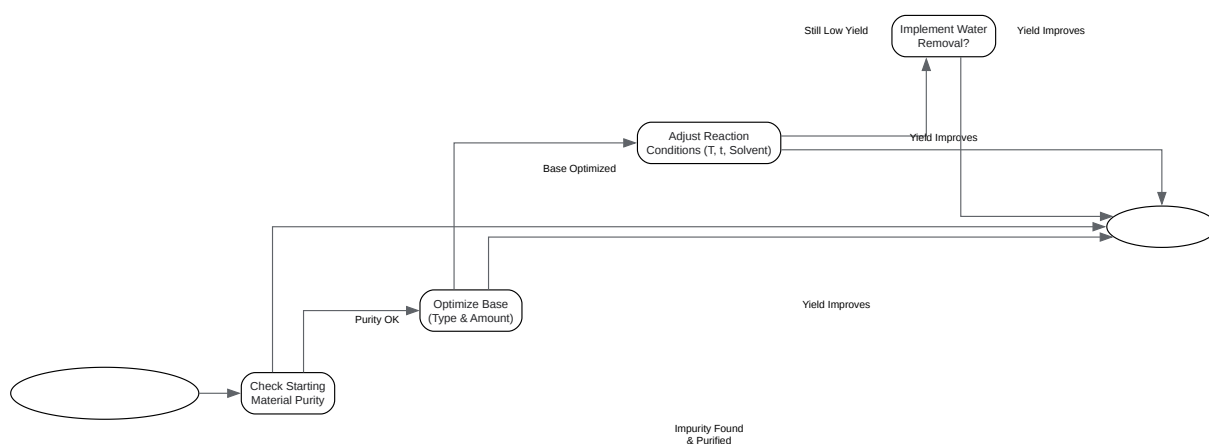 Still Low Yield
Implement Water
Removal?
Yield Improves
Adjust Reaction
Conditions (T, t, Solvent)
Yield Improves
Base Optimized
Optimize Base
(Type & Amount)
Yield Improves
Purity OK
Check Starting
Material Purity
Impurity Found
& Purified